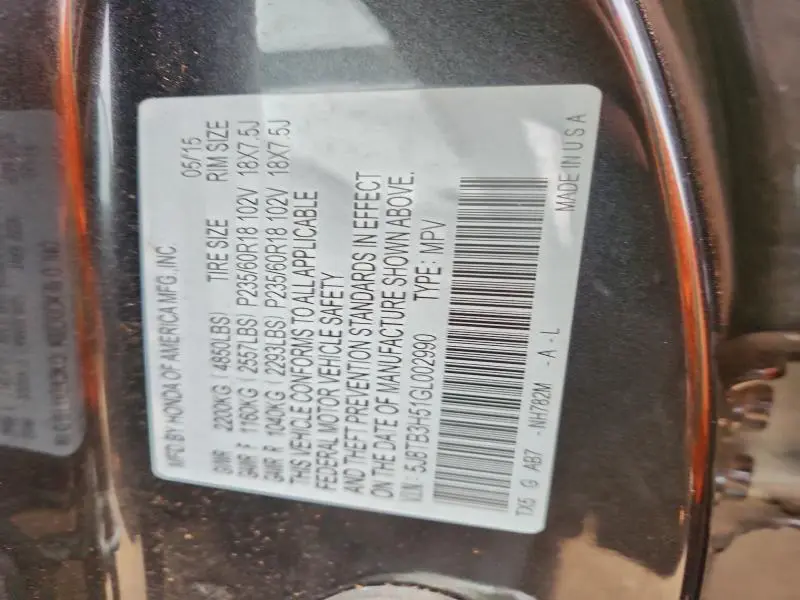 MFD BY HONDA OF AMERICA MFG., INC. 05/15
GVWR 2200KG (4850LBS) TIRE SIZE RIM SIZE
GAWR F 1160KG (2557LBS) P235/60R18 102V 18X7.5J
GAWR R 1040KG (2293LBS) P235/60R18 102V 18X7.5J
THIS VEHICLE CONFORMS TO ALL APPLICABLE
FEDERAL MOTOR VEHICLE SAFETY
AND THEFT PREVENTION STANDARDS IN EFFECT
ON THE DATE OF MANUFACTURE SHOWN ABOVE.
V.I.N.: 5J8TB3H51GL002990 TYPE: MPV
TX5 G AB7 - NH782M - A - L MADE IN U S A